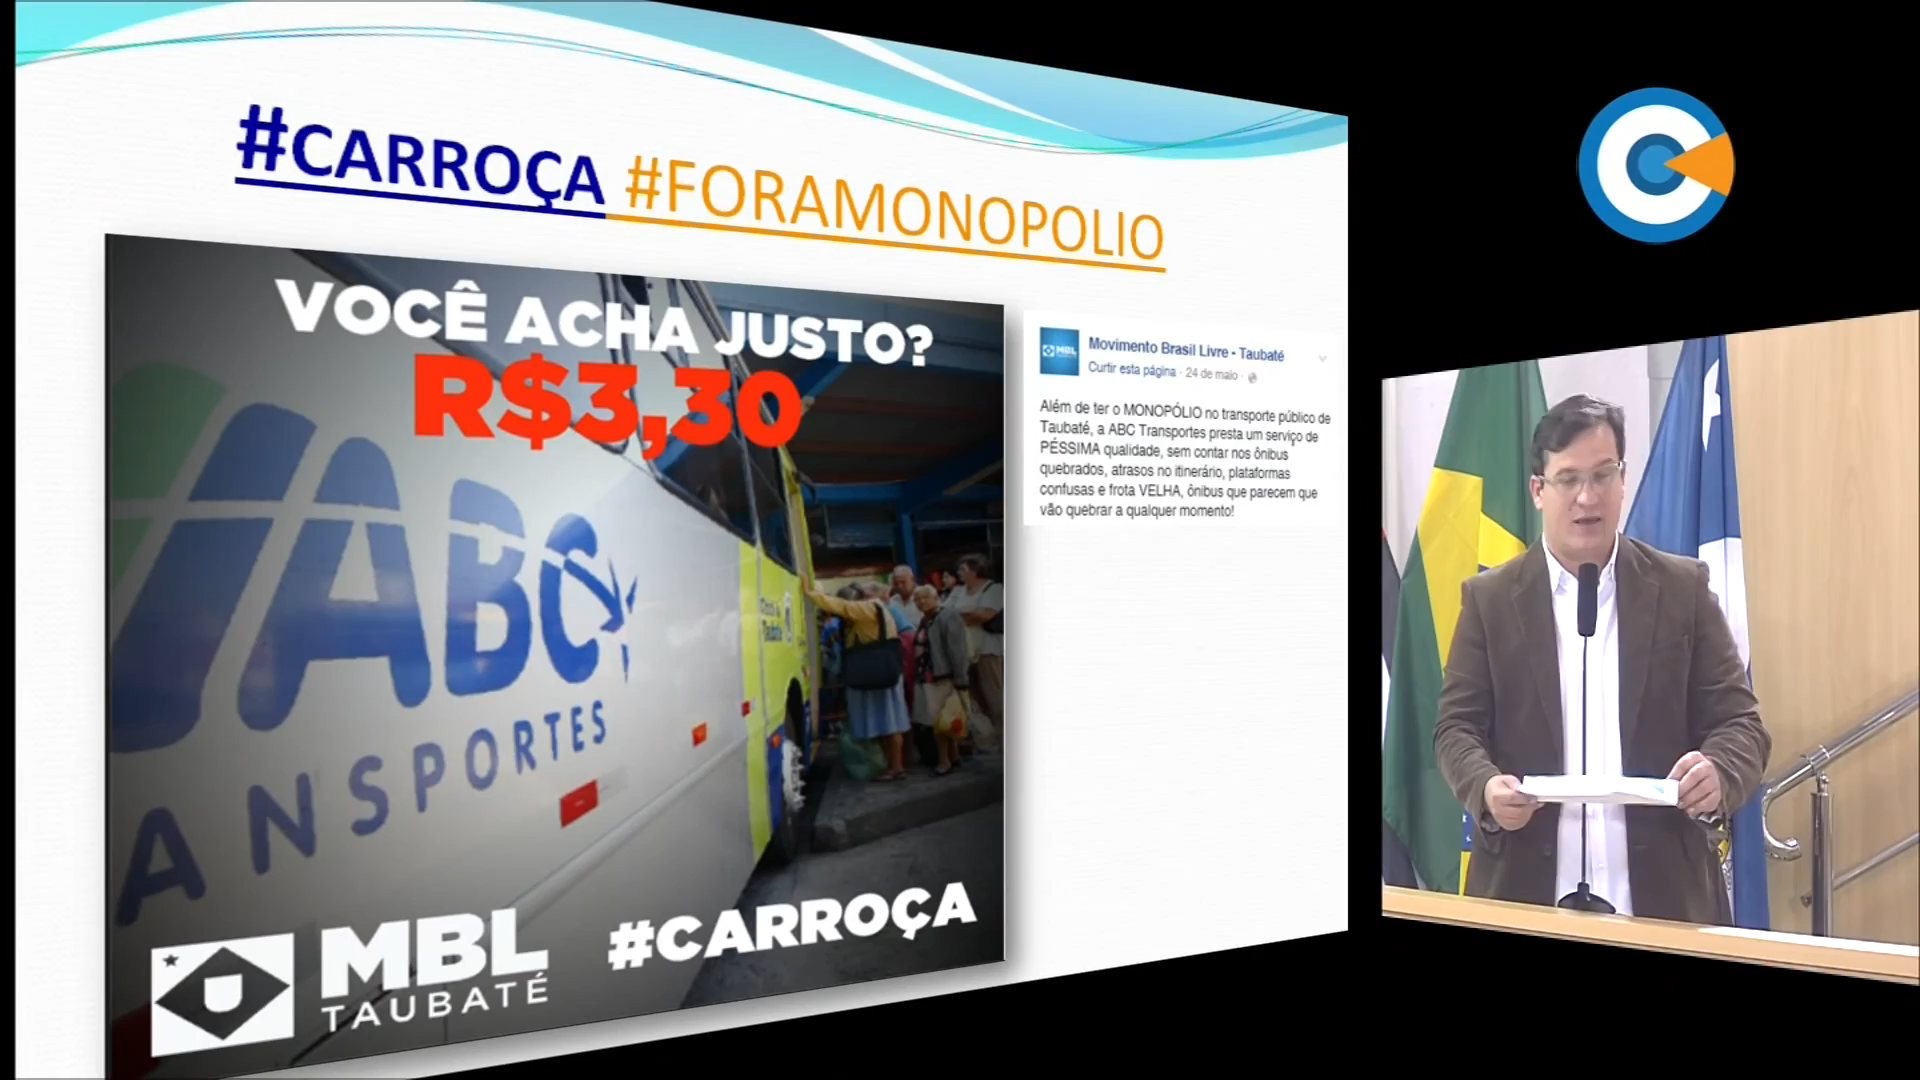 #CARROÇA #FORAMONOPOLIO
VOCÊ ACHA JUSTO?
R$3,30
ABC
ANSPORTES
MBL
TAUBATÉ
#CARROÇA
MBL
Movimento Brasil Livre - Taubaté
Curtir esta página · 24 de maio ·
Além de ter o MONOPÓLIO no transporte público de
Taubaté, a ABC Transportes presta um serviço de
PÉSSIMA qualidade, sem contar nos ônibus
quebrados, atrasos no itinerário, plataformas
confusas e frota VELHA, ônibus que parecem que
vão quebrar a qualquer momento!